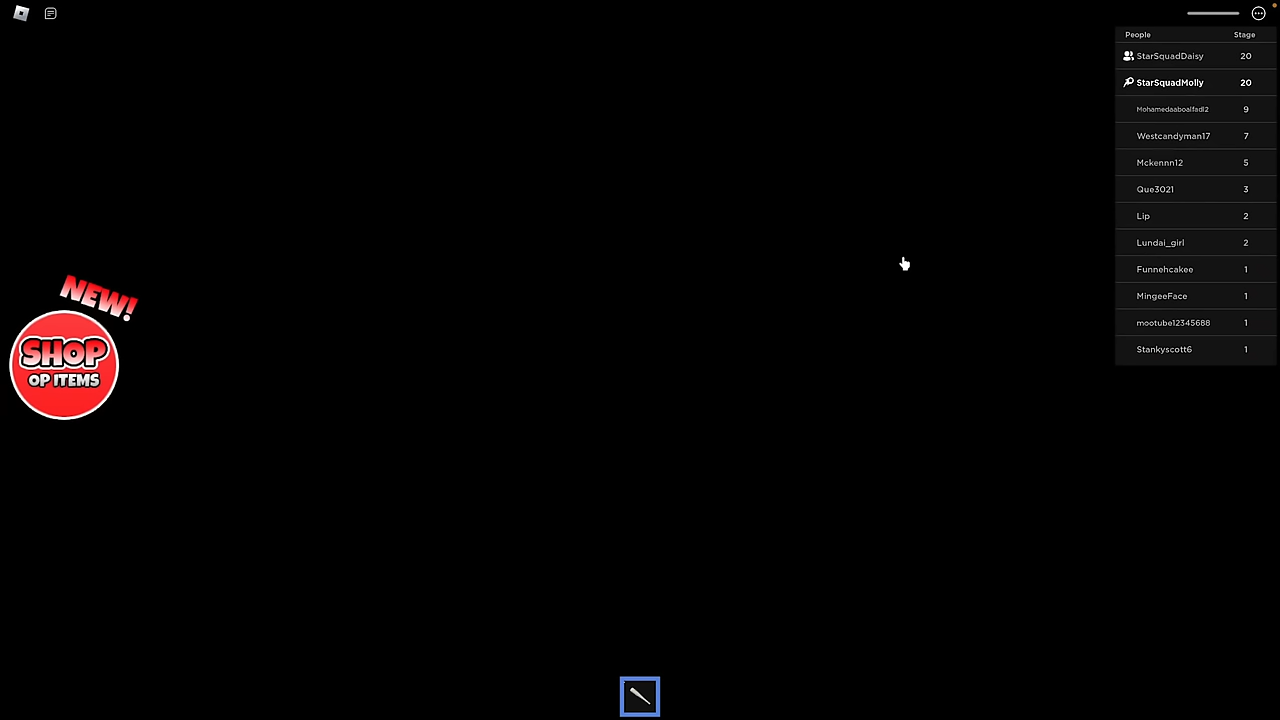 People Stage
StarSquadDaisy 20
StarSquadMolly 20
Mohamedaaboalfadl2 9
Westcandyman17 7
Mckennn12 5
Que3021 3
Lip 2
Lundai_girl 2
Funnehcakee 1
MingeeFace 1
mootube12345688 1
Stankyscott6 1
NEW!
SHOP
OP ITEMS